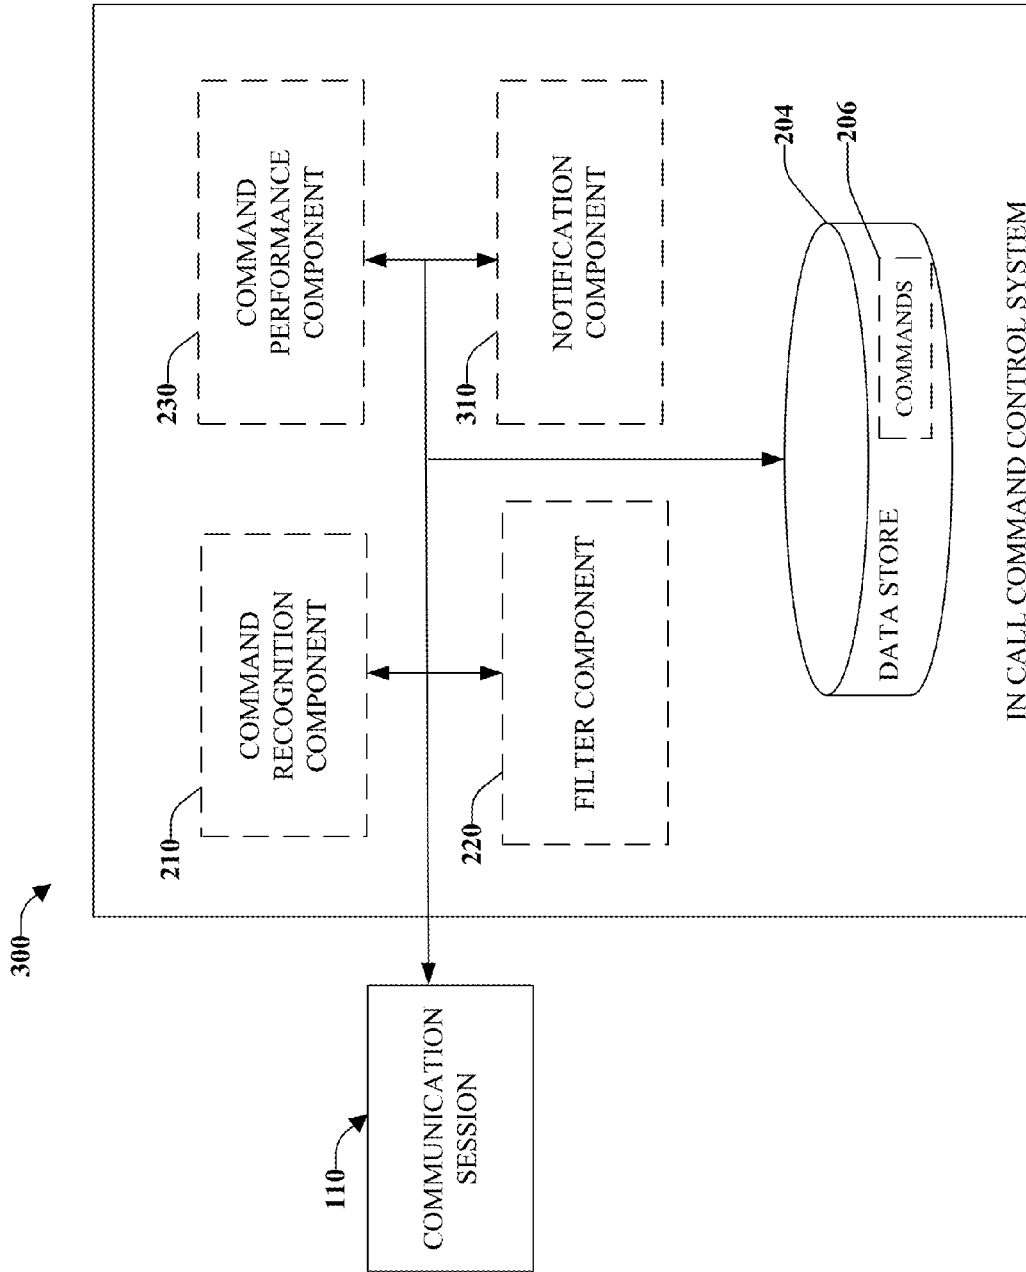 300
110
COMMUNICATION
SESSION
210
COMMAND
RECOGNITION
COMPONENT
230
COMMAND
PERFORMANCE
COMPONENT
220
FILTER COMPONENT
310
NOTIFICATION
COMPONENT
204
206
DATA STORE
COMMANDS
IN CALL COMMAND CONTROL SYSTEM